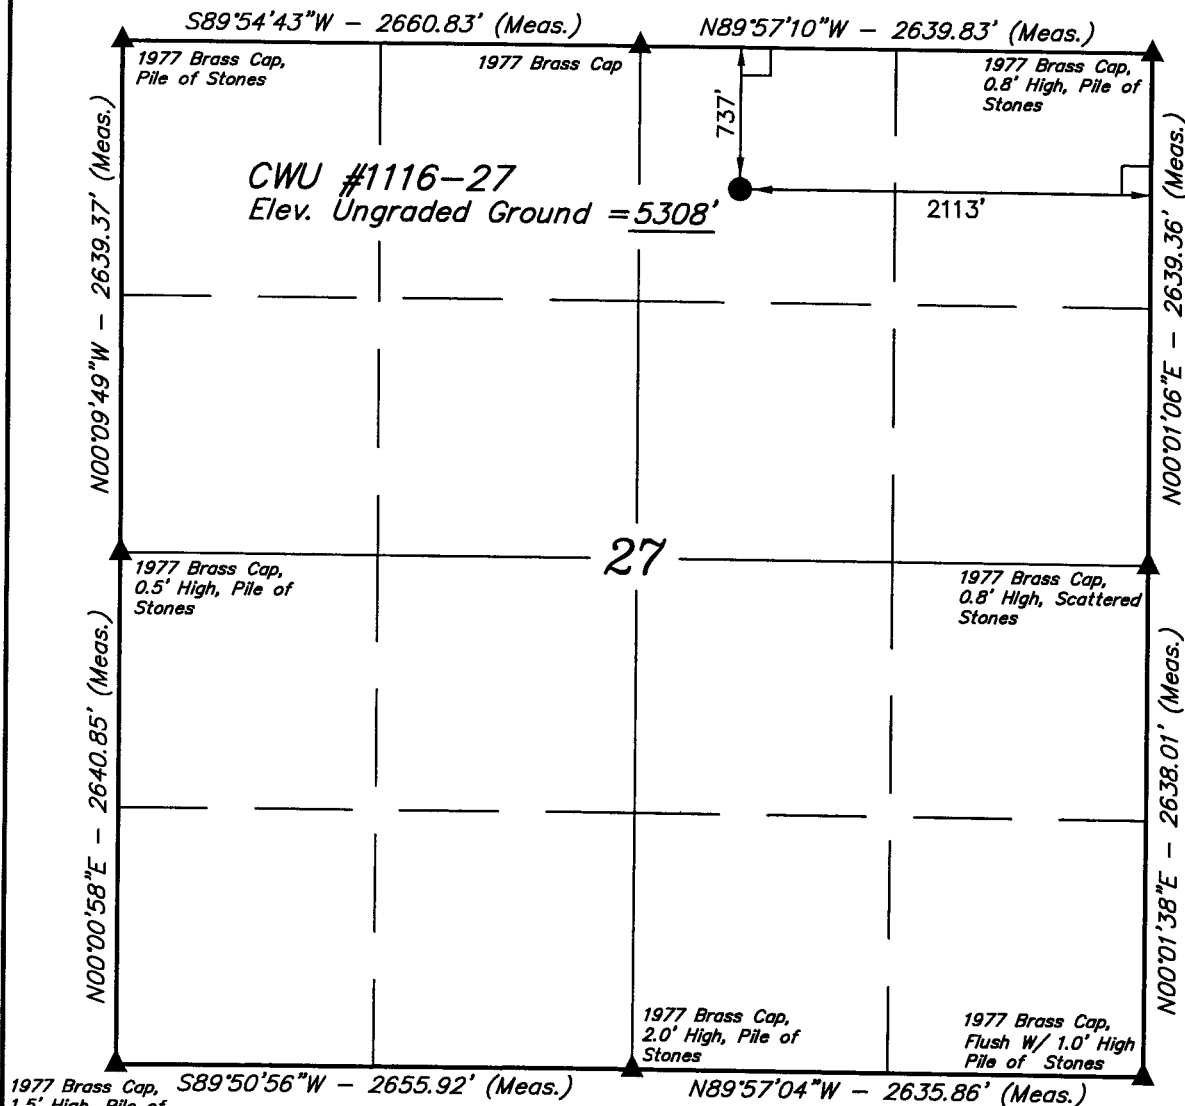 S89°54'43"W - 2660.83' (Meas.)
N89°57'10"W - 2639.83' (Meas.)
1977 Brass Cap,
Pile of Stones
1977 Brass Cap
1977 Brass Cap,
0.8' High, Pile of
Stones
737'
N00°09'49"W - 2639.37' (Meas.)
CWU #1116-27
Elev. Ungraded Ground = 5308'
2113'
N00°01'06"E - 2639.36' (Meas.)
27
1977 Brass Cap,
0.5' High, Pile of
Stones
1977 Brass Cap,
0.8' High, Scattered
Stones
N00°00'58"E - 2640.85' (Meas.)
N00°01'38"E - 2638.01' (Meas.)
1977 Brass Cap,
2.0' High, Pile of
Stones
1977 Brass Cap,
Flush W/ 1.0' High
Pile of Stones
1977 Brass Cap,
1.5' High, Pile of
S89°50'56"W - 2655.92' (Meas.)
N89°57'04"W - 2635.86' (Meas.)